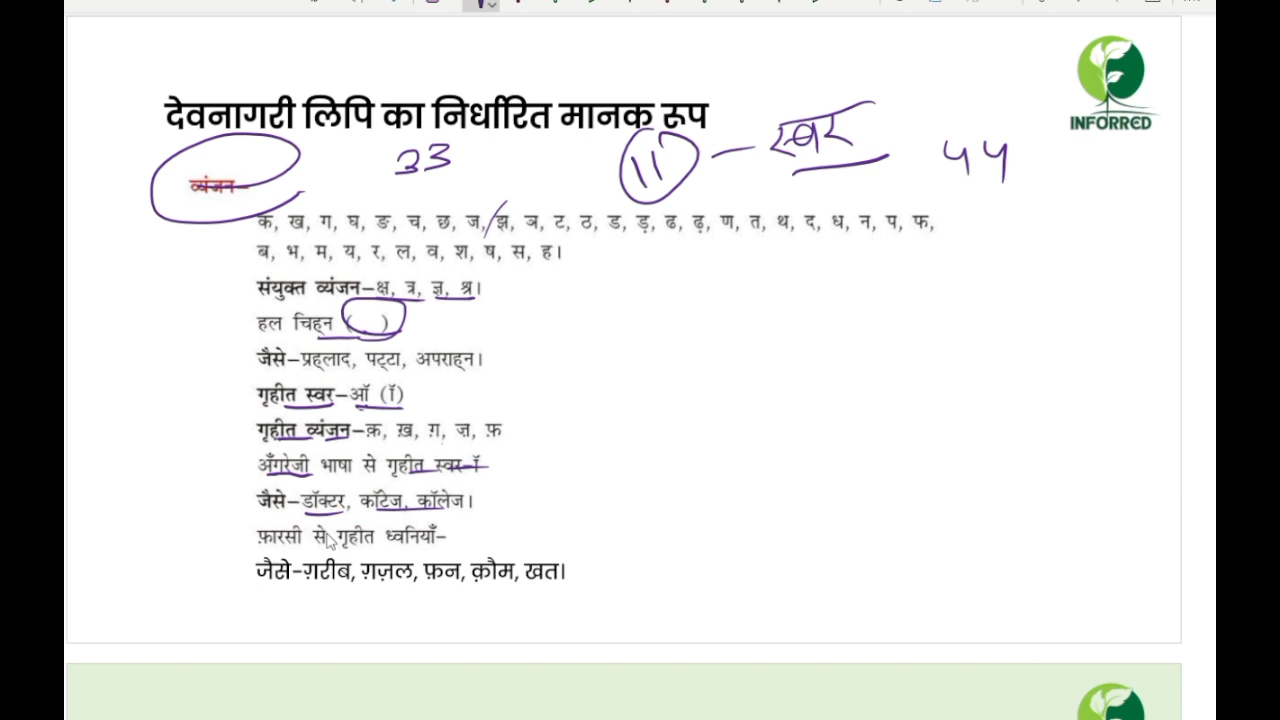 देवनागरी लिपि का निर्धारित मानक रूप
INFORRED
33
11 – स्वर
44
व्यंजन–
क, ख, ग, घ, ङ, च, छ, ज, झ, ञ, ट, ठ, ड, ड़, ढ, ढ़, ण, त, थ, द, ध, न, प, फ,
ब, भ, म, य, र, ल, व, श, ष, स, ह।
संयुक्त व्यंजन–क्ष, त्र, ज्ञ, श्र।
हल चिह्‌न ( )
जैसे–प्रह्‌लाद, पट्‌टा, अपराह्‌न।
गृहीत स्वर–ऑ (ॉ)
गृहीत व्यंजन–क़, ख़, ग़, ज़, फ़
अँगरेजी भाषा से गृहीत स्वर–ॉ
जैसे–डॉक्टर, कॉटेज, कॉलेज।
फ़ारसी से गृहीत ध्वनियाँ–
जैसे-ग़रीब, ग़ज़ल, फ़न, क़ौम, खत।